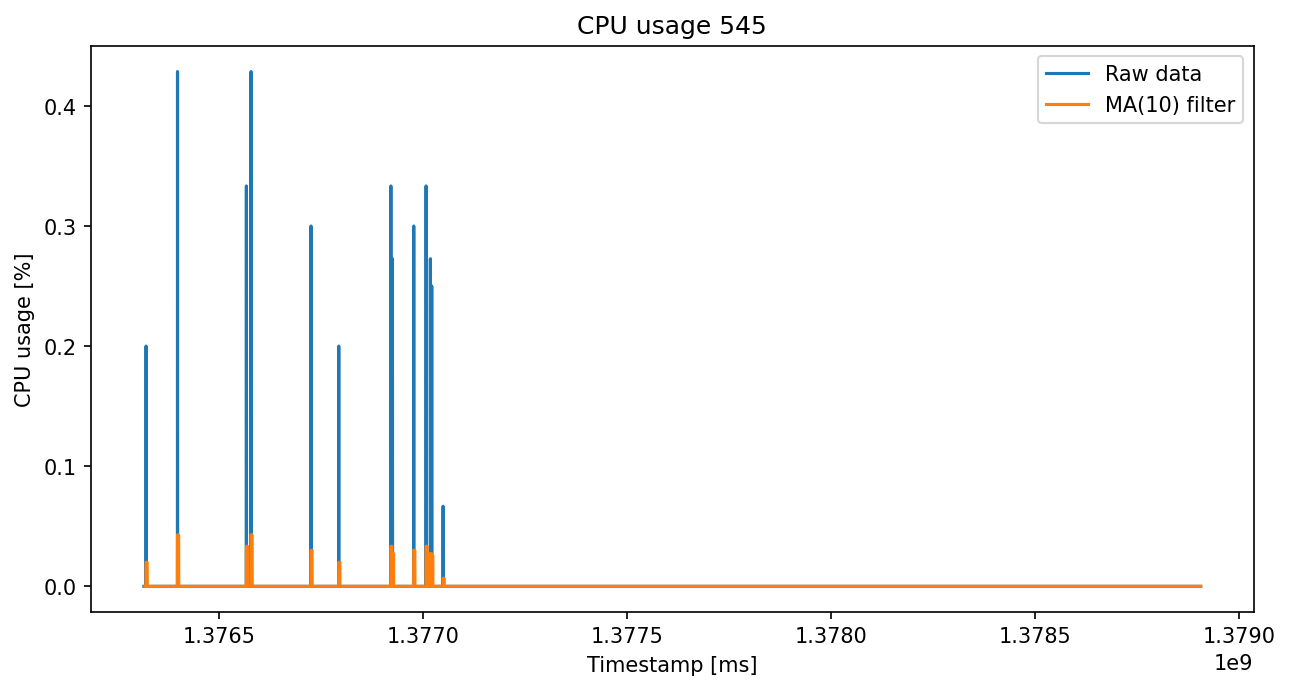 CPU usage 545
Raw data
MA(10) filter
CPU usage [%]
0.4
0.3
0.2
0.1
0.0
1.3765 1.3770 1.3775 1.3780 1.3785 1.3790
1e9
Timestamp [ms]